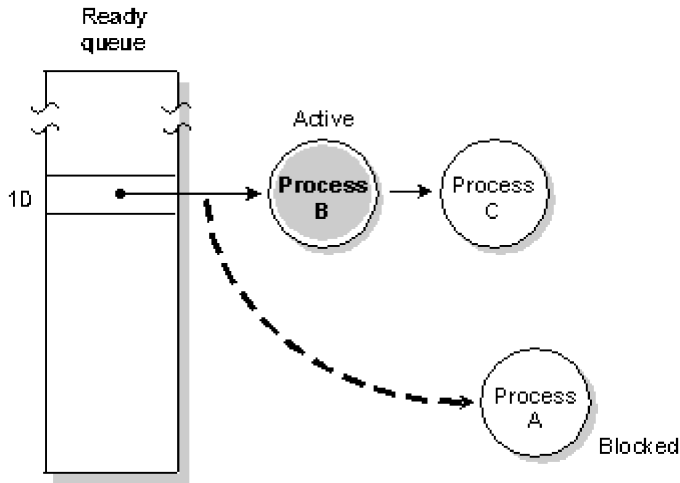 Ready
queue
Active
10
Process
B
Process
C
Process
A
Blocked